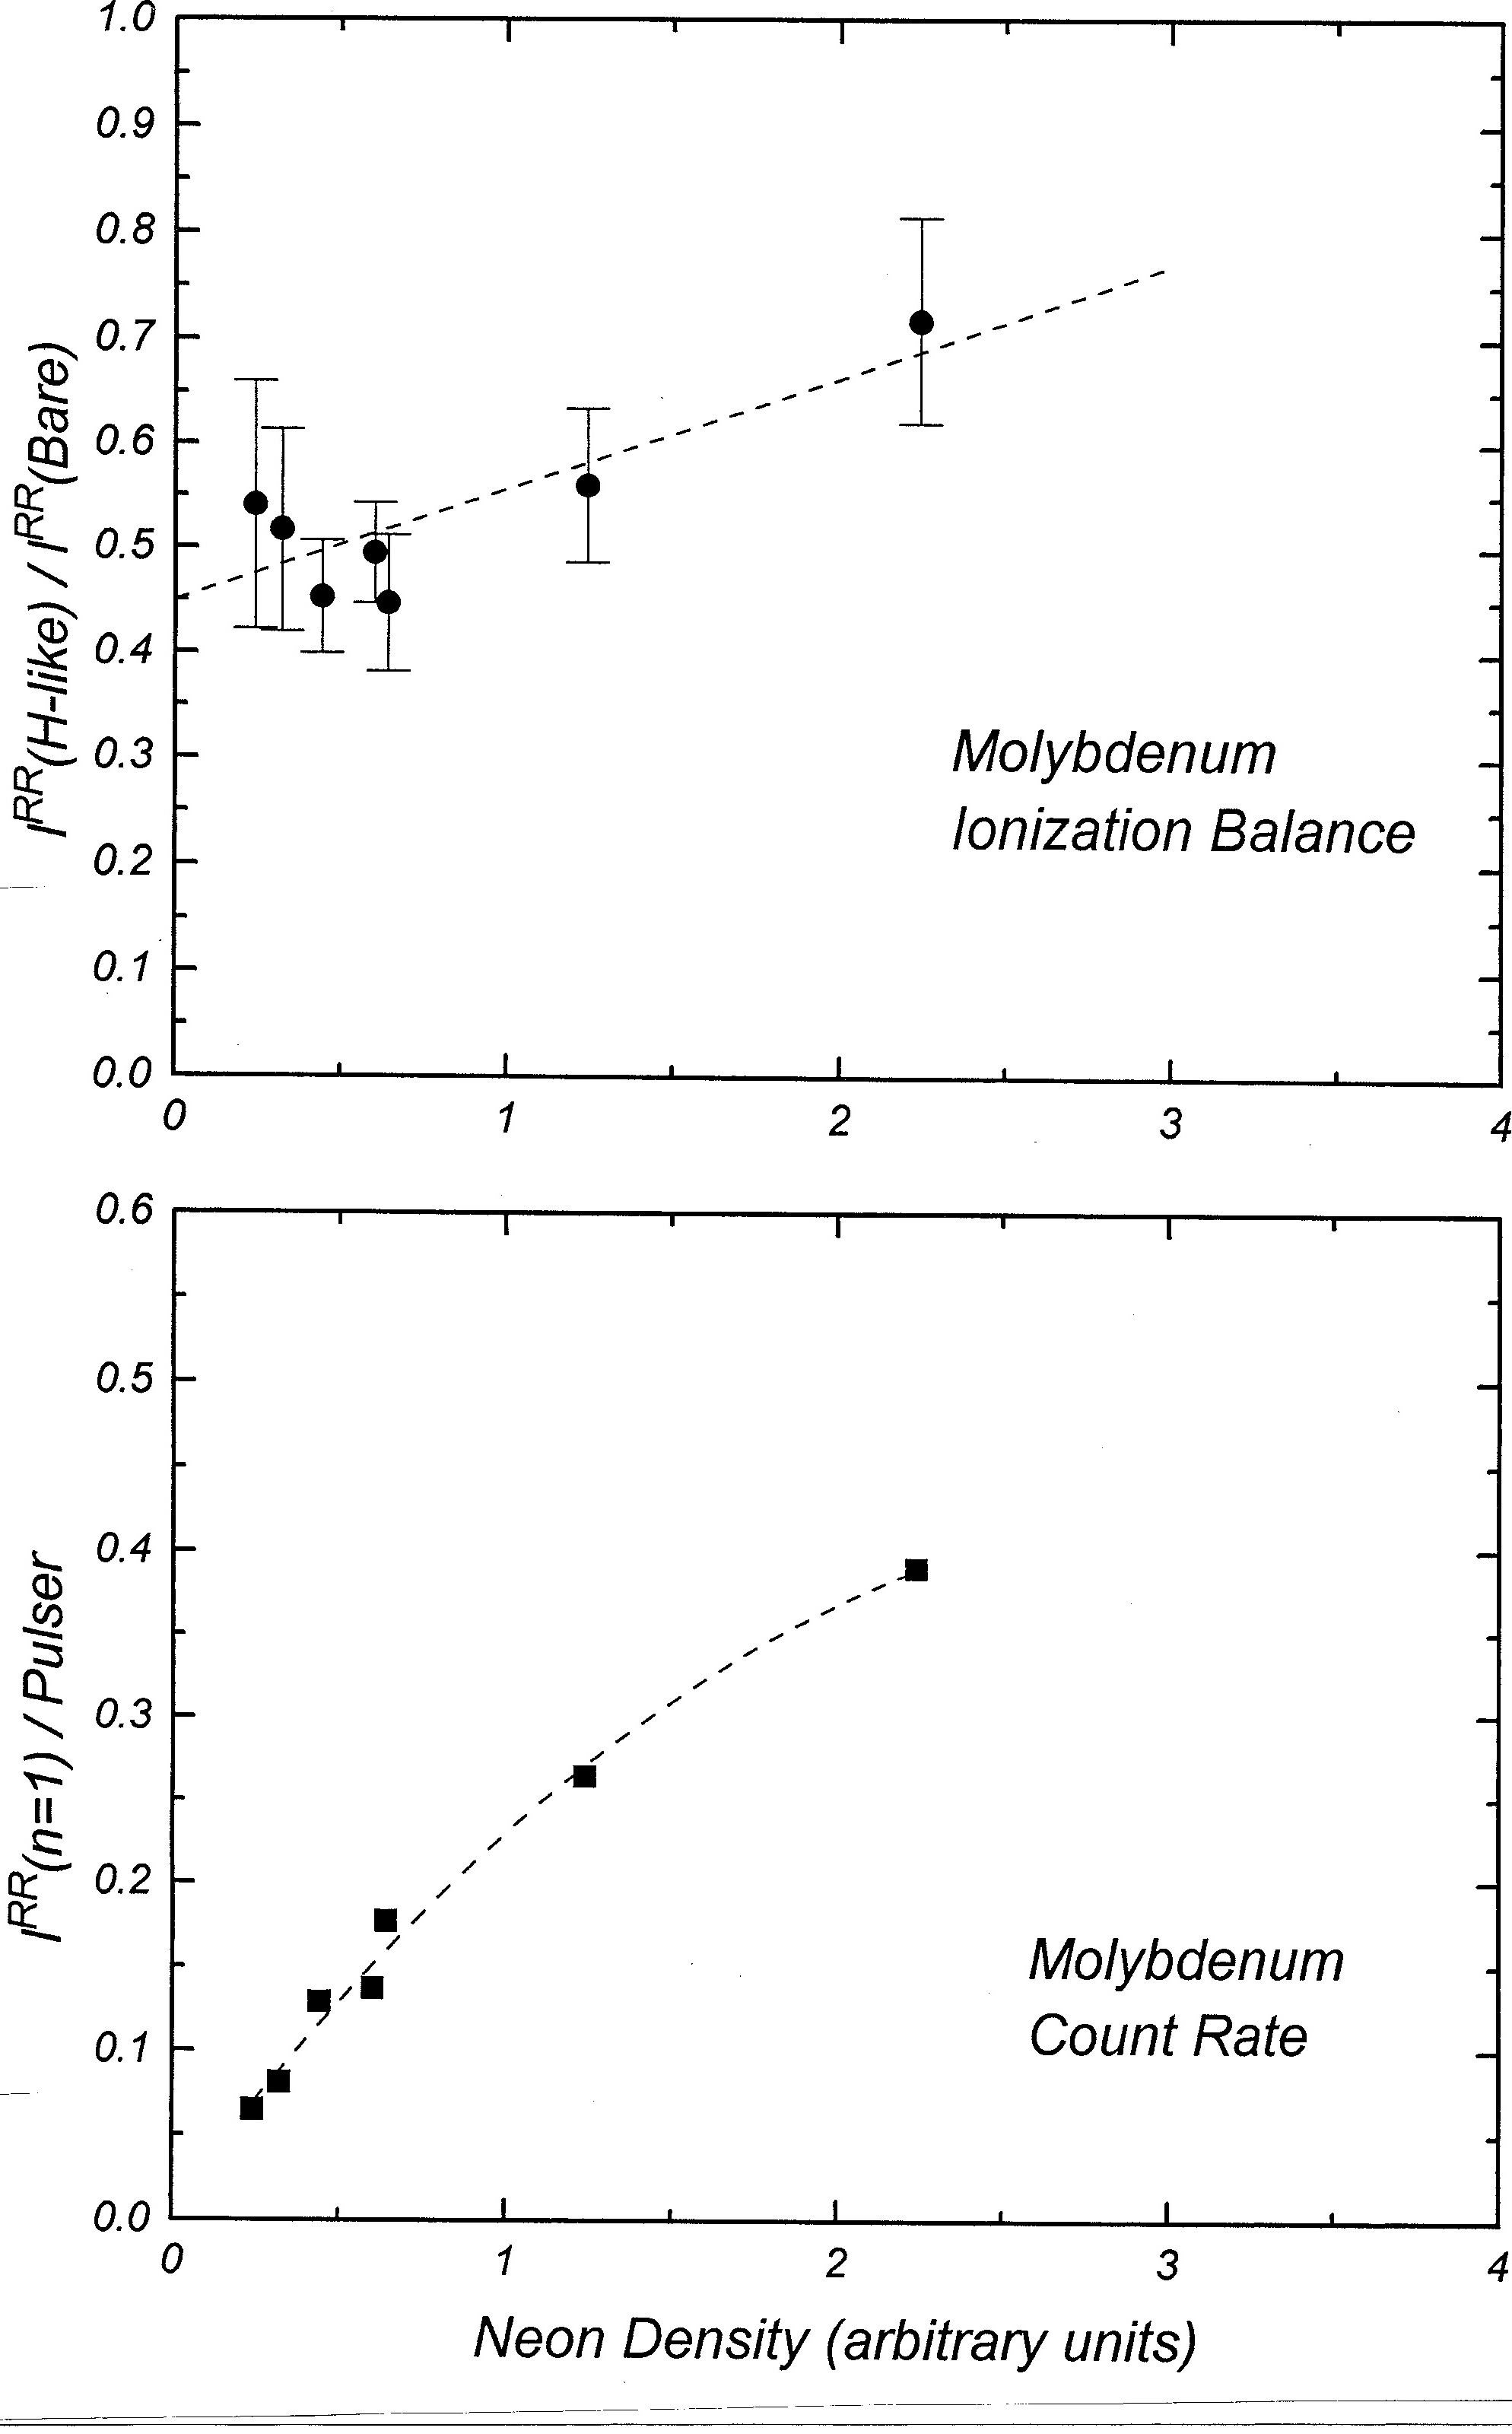 1.0
0.9
0.8
0.7
0.6
0.5
0.4
0.3
0.2
0.1
0.0
I^RR(H-like) / I^RR(Bare)
Molybdenum
Ionization Balance
0 1 2 3 4
0.6
0.5
0.4
0.3
0.2
0.1
0.0
I^RR(n=1) / Pulser
Molybdenum
Count Rate
0 1 2 3 4
Neon Density (arbitrary units)